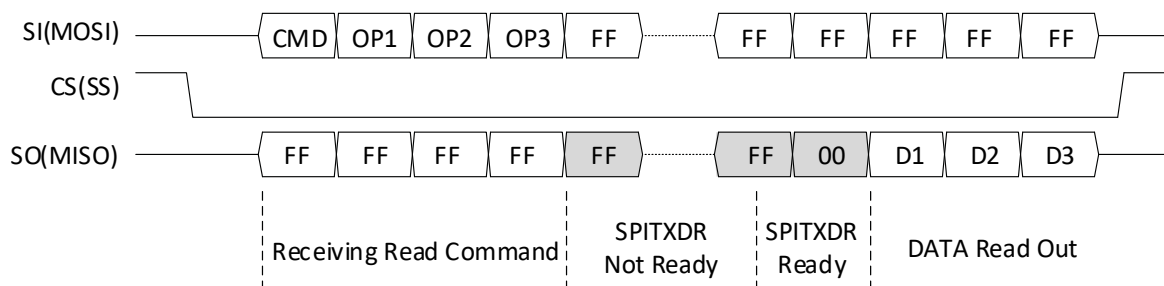 SI(MOSI) CMD OP1 OP2 OP3 FF FF FF FF FF FF
CS(SS)
SO(MISO) FF FF FF FF FF FF 00 D1 D2 D3
Receiving Read Command
SPITXDR
Not Ready
SPITXDR
Ready
DATA Read Out